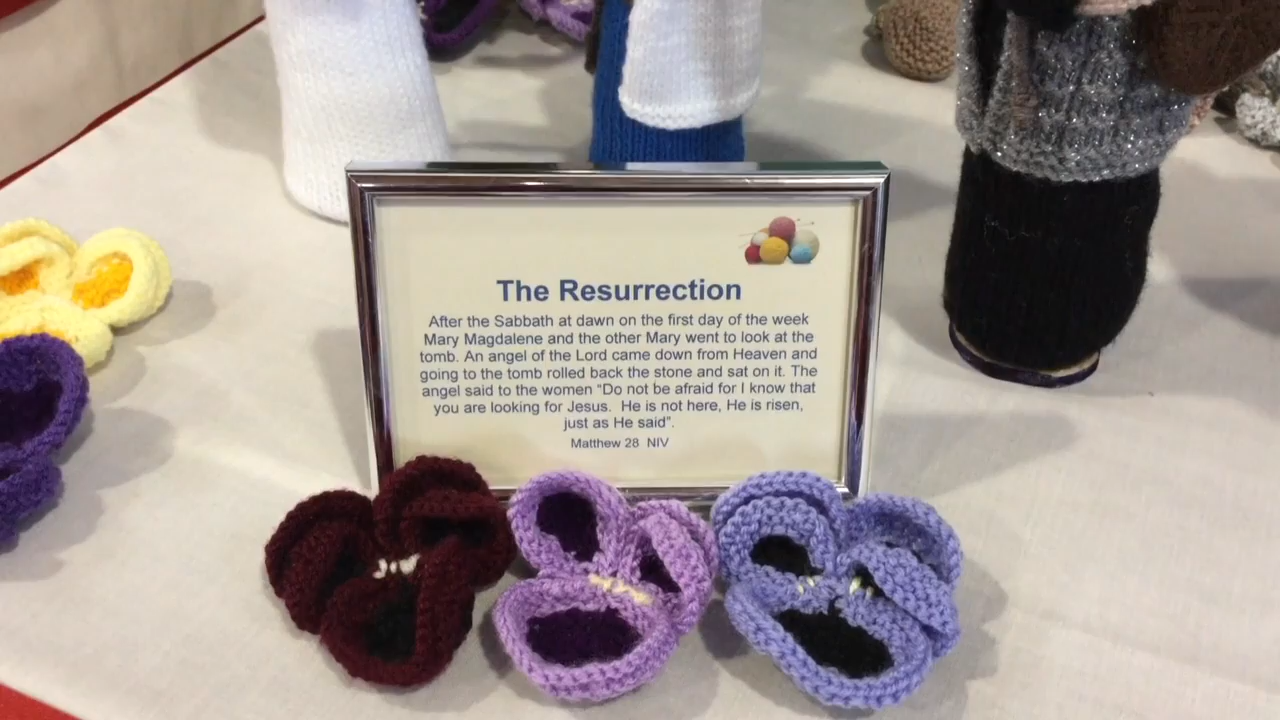 The Resurrection
After the Sabbath at dawn on the first day of the week
Mary Magdalene and the other Mary went to look at the
tomb. An angel of the Lord came down from Heaven and
going to the tomb rolled back the stone and sat on it. The
angel said to the women “Do not be afraid for I know that
you are looking for Jesus.  He is not here, He is risen,
just as He said”.
Matthew 28  NIV